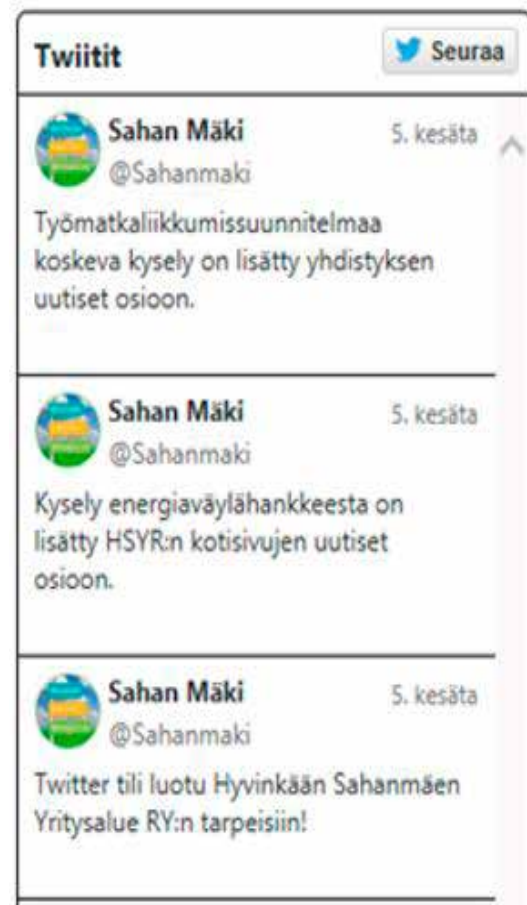 Twiitit
Seuraa
Sahan Mäki 5. kesäta
@Sahanmaki
Työmatkaliikkumissuunnitelmaa
koskeva kysely on lisätty yhdistyksen
uutiset osioon.
Sahan Mäki 5. kesäta
@Sahanmaki
Kysely energiaväylähankkeesta on
lisätty HSYR:n kotisivujen uutiset
osioon.
Sahan Mäki 5. kesäta
@Sahanmaki
Twitter tili luotu Hyvinkään Sahanmäen
Yritysalue RY:n tarpeisiin!